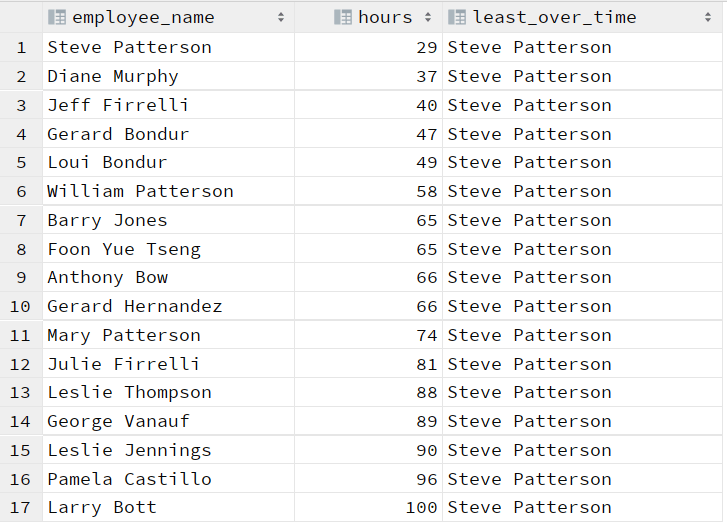 employee_name hours least_over_time
1 Steve Patterson 29 Steve Patterson
2 Diane Murphy 37 Steve Patterson
3 Jeff Firrelli 40 Steve Patterson
4 Gerard Bondur 47 Steve Patterson
5 Loui Bondur 49 Steve Patterson
6 William Patterson 58 Steve Patterson
7 Barry Jones 65 Steve Patterson
8 Foon Yue Tseng 65 Steve Patterson
9 Anthony Bow 66 Steve Patterson
10 Gerard Hernandez 66 Steve Patterson
11 Mary Patterson 74 Steve Patterson
12 Julie Firrelli 81 Steve Patterson
13 Leslie Thompson 88 Steve Patterson
14 George Vanauf 89 Steve Patterson
15 Leslie Jennings 90 Steve Patterson
16 Pamela Castillo 96 Steve Patterson
17 Larry Bott 100 Steve Patterson